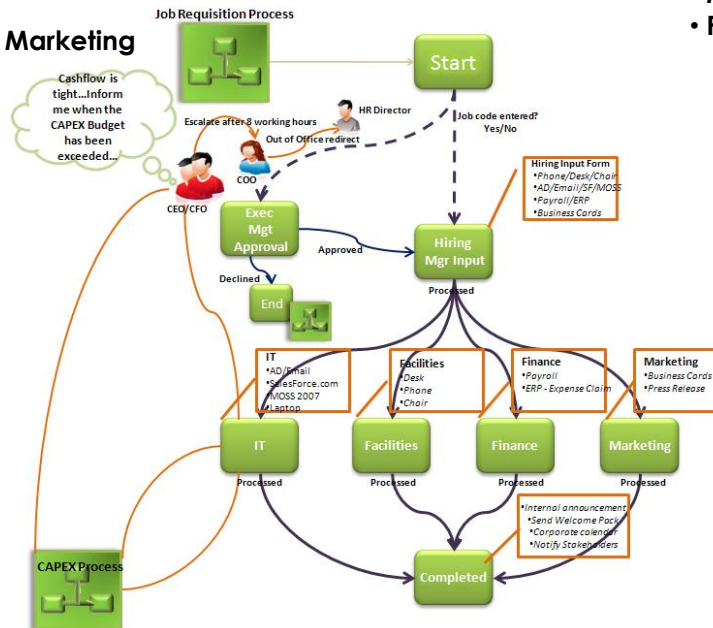 Job Requisition Process
Marketing
• F
Start
Cashflow is
tight...Inform
me when the
CAPEX Budget
has been
exceeded...
Escalate after 8 working hours
HR Director
Out of Office redirect
COO
CEO/CFO
Job code entered?
Yes/No
Hiring Input Form
•Phone/Desk/Chair
•AD/Email/SF/MOSS
•Payroll/ERP
•Business Cards
Exec
Mgt
Approval
Approved
Hiring
Mgr Input
Declined
End
Processed
IT
•AD/Email
•SalesForce.com
•MOSS 2007
•Laptop
Facilities
•Desk
•Phone
•Chair
Finance
•Payroll
•ERP - Expense Claim
Marketing
•Business Cards
•Press Release
IT
Facilities
Finance
Marketing
Processed
Processed
Processed
Processed
•Internal announcement
•Send Welcome Pack
•Corporate calender
•Notify Stakeholders
CAPEX Process
Completed